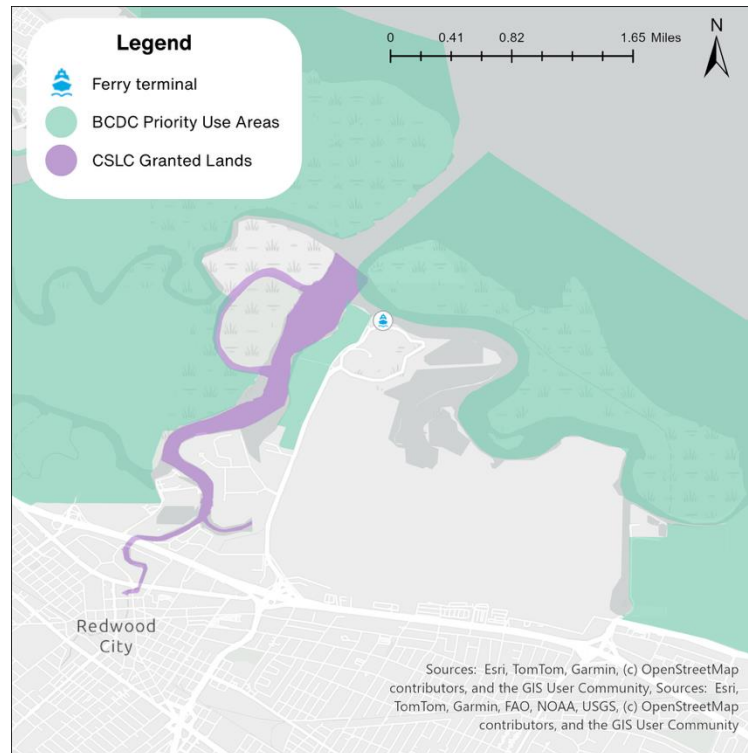 Legend
Ferry terminal
BCDC Priority Use Areas
CSLC Granted Lands
0 0.41 0.82 1.65 Miles
N
Redwood
City
Sources: Esri, TomTom, Garmin, (c) OpenStreetMap
contributors, and the GIS User Community, Sources: Esri,
TomTom, Garmin, FAO, NOAA, USGS, (c) OpenStreetMap
contributors, and the GIS User Community